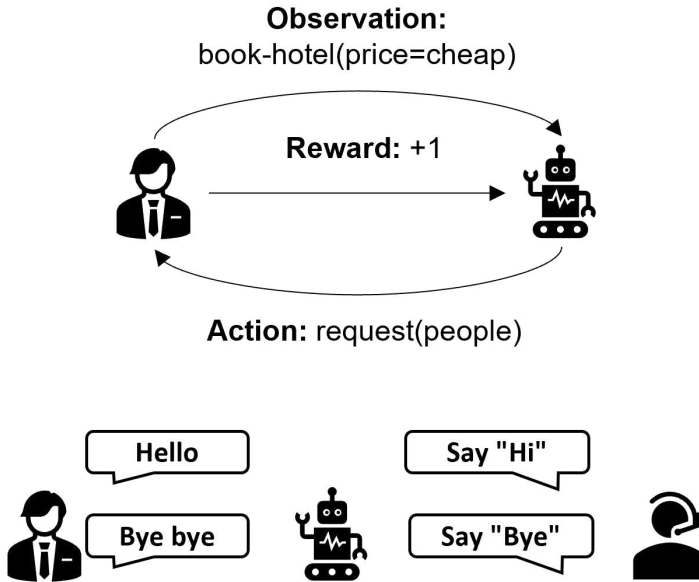 Observation:
book-hotel(price=cheap)
Reward: +1
Action: request(people)
Hello
Say "Hi"
Bye bye
Say "Bye"